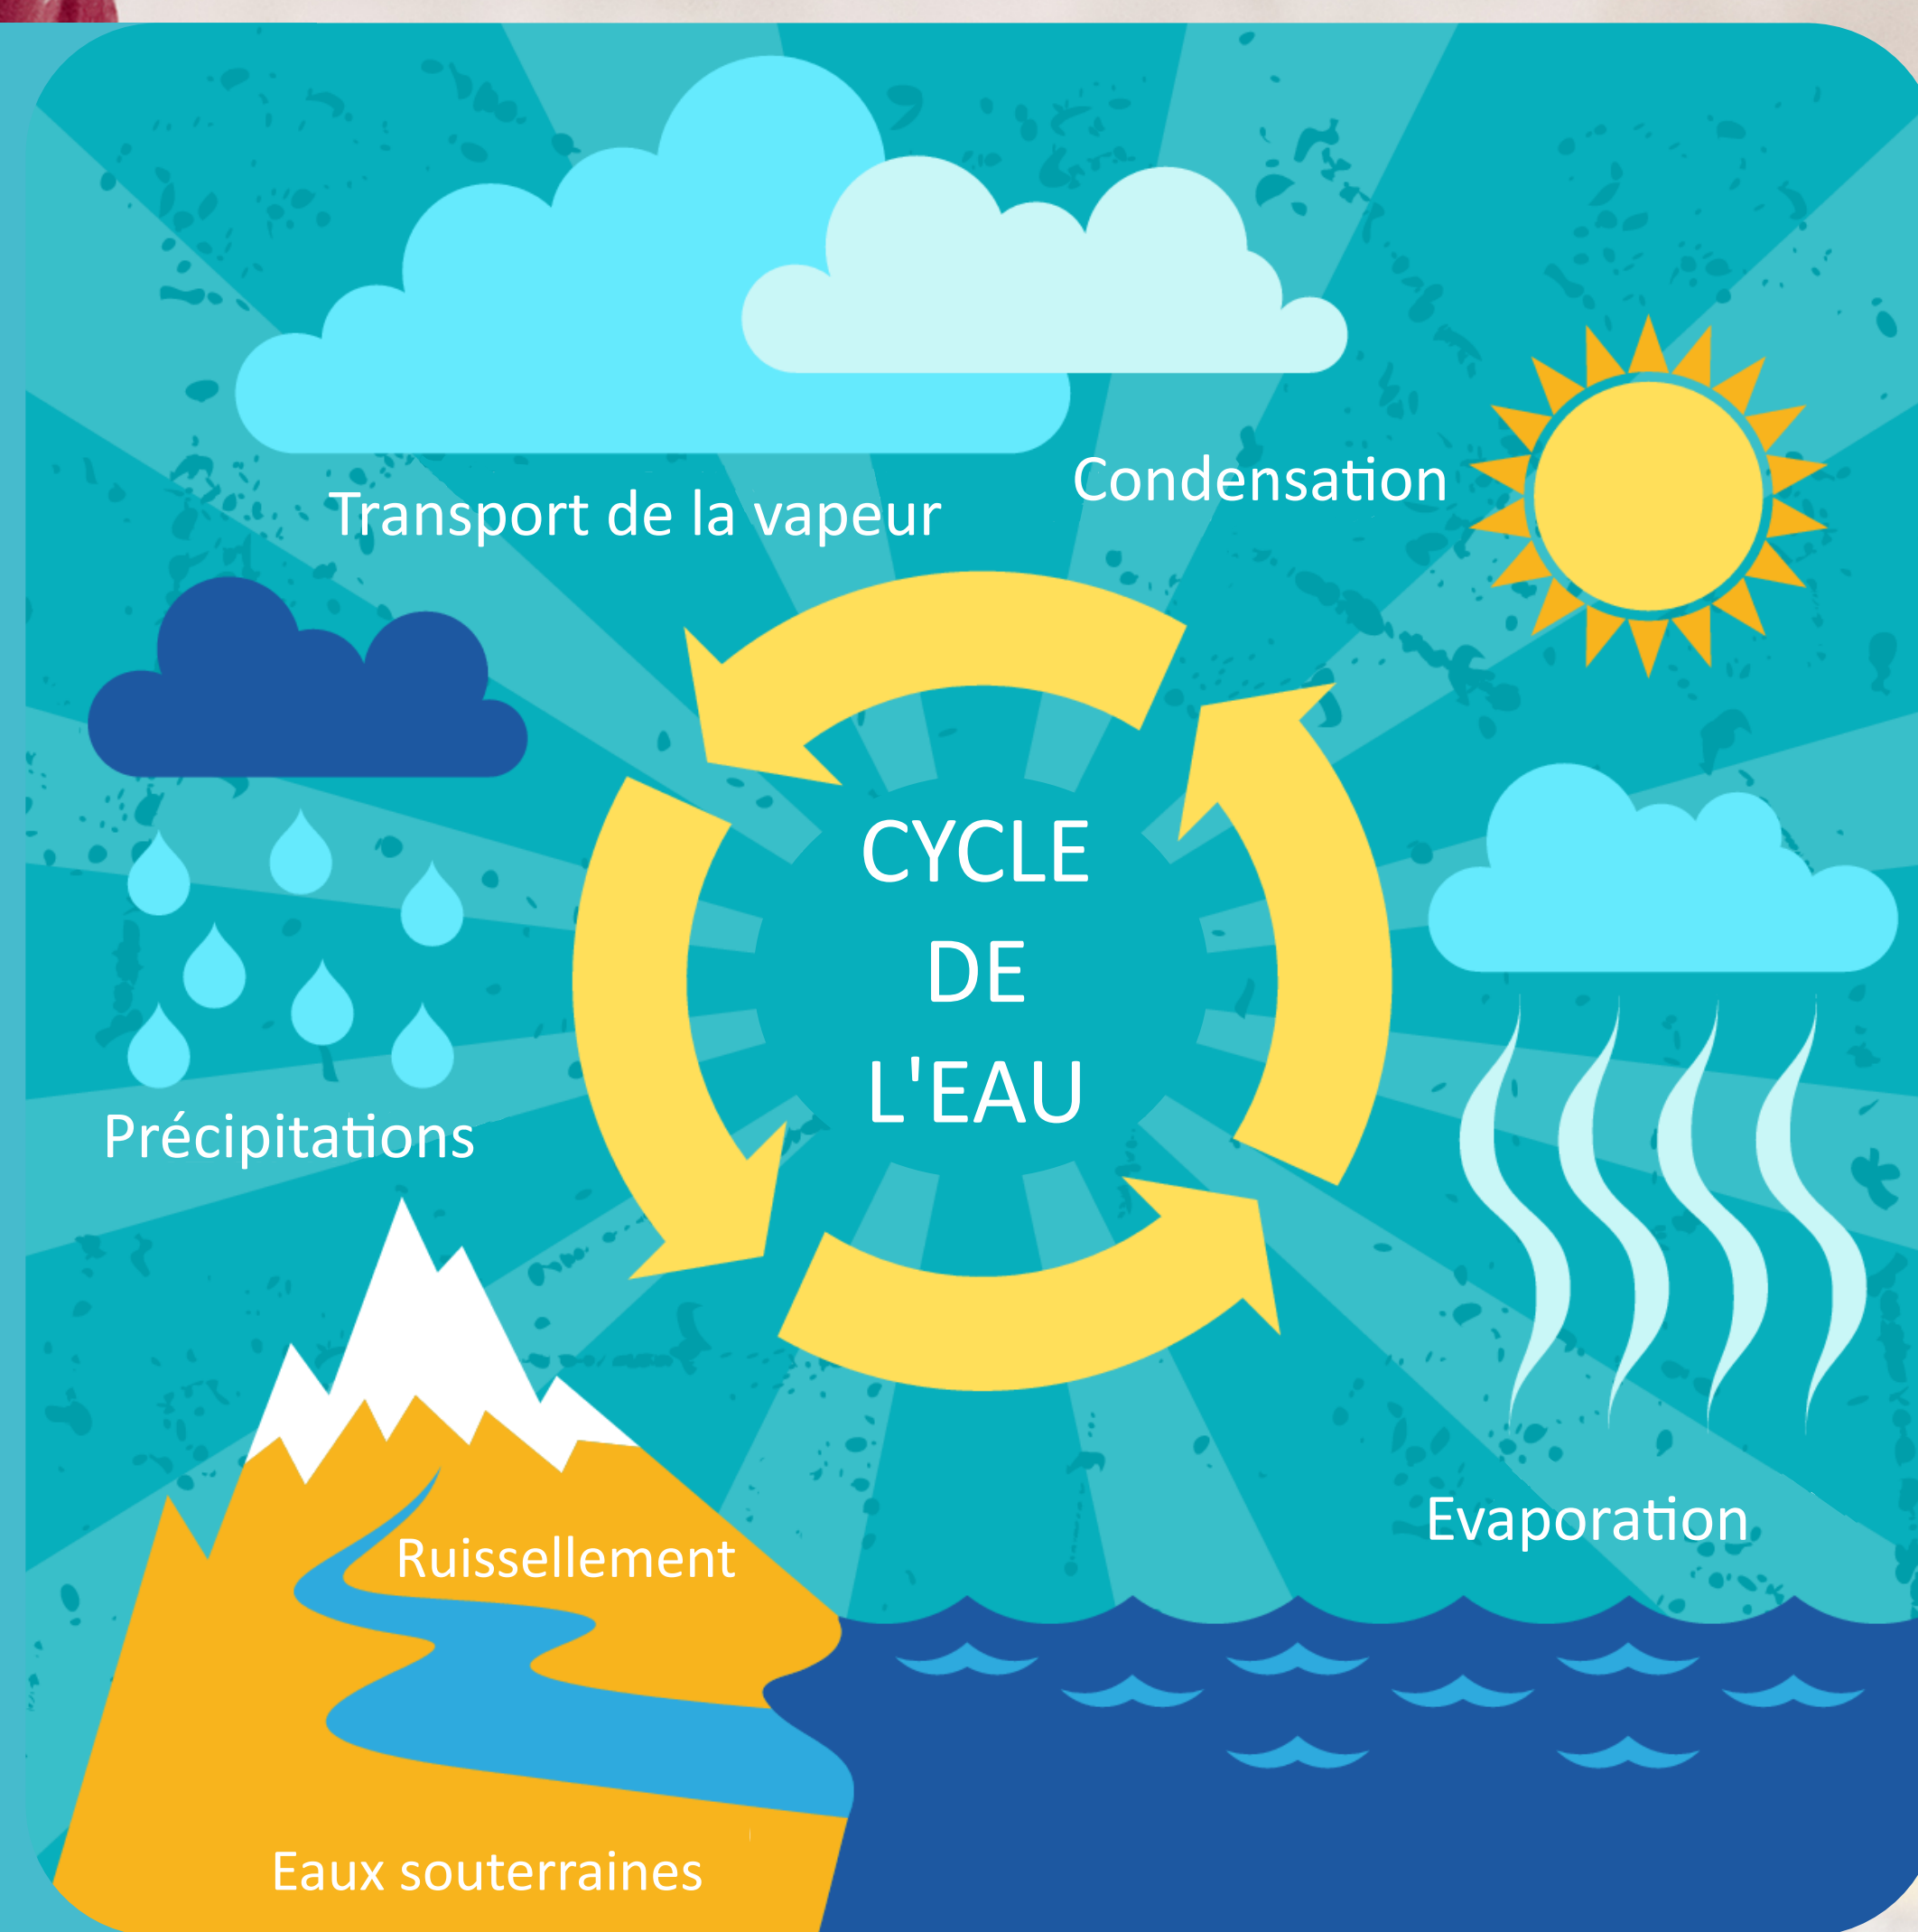 Condensation
Transport de la vapeur
CYCLE
DE
L'EAU
Précipitations
Evaporation
Ruissellement
Eaux souterraines